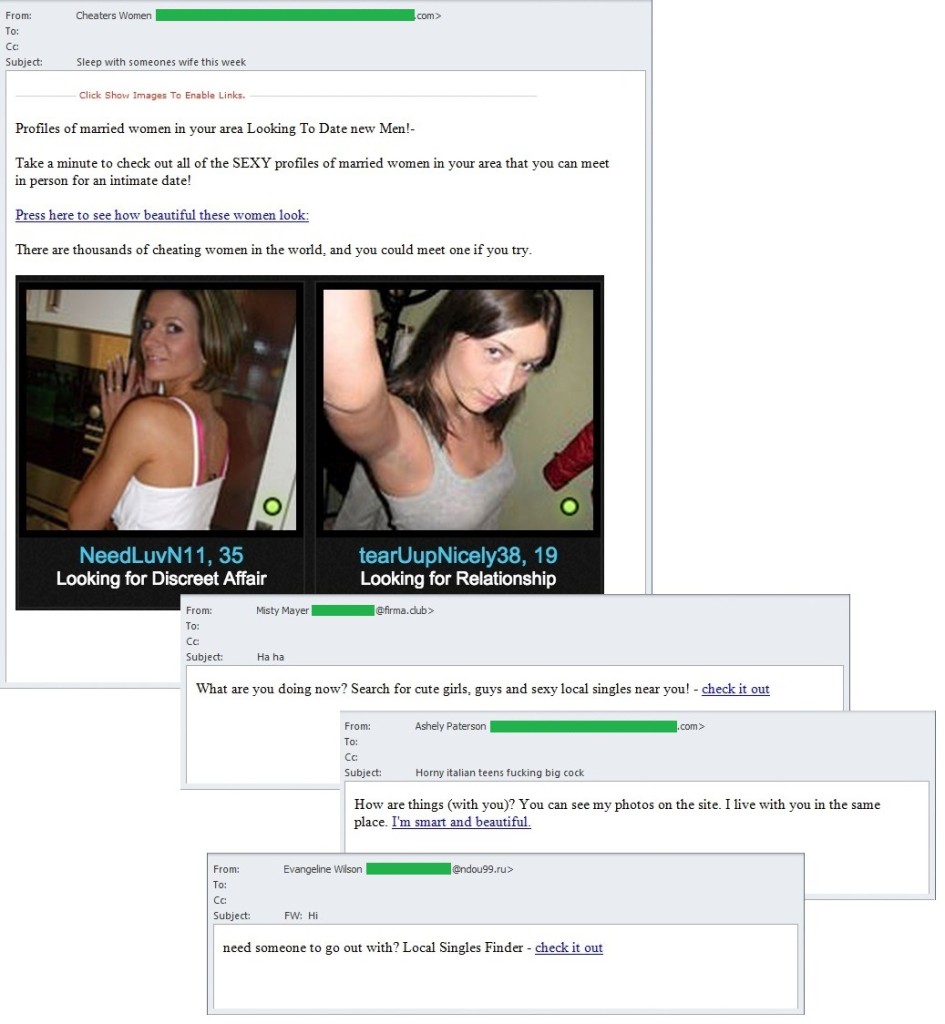 From: Cheaters Women .com>
To:
Cc:
Subject: Sleep with someones wife this week
Click Show Images To Enable Links.
Profiles of married women in your area Looking To Date new Men!-
Take a minute to check out all of the SEXY profiles of married women in your area that you can meet
in person for an intimate date!
Press here to see how beautiful these women look:
There are thousands of cheating women in the world, and you could meet one if you try.
NeedLuvN11, 35
Looking for Discreet Affair
tearUupNicely38, 19
Looking for Relationship
From: Misty Mayer @firma.club>
To:
Cc:
Subject: Ha ha
What are you doing now? Search for cute girls, guys and sexy local singles near you! - check it out
From: Ashely Paterson .com>
To:
Cc:
Subject: Horny italian teens fucking big cock
How are things (with you)? You can see my photos on the site. I live with you in the same
place. I'm smart and beautiful.
From: Evangeline Wilson @ndou99.ru>
To:
Cc:
Subject FW: Hi
need someone to go out with? Local Singles Finder - check it out